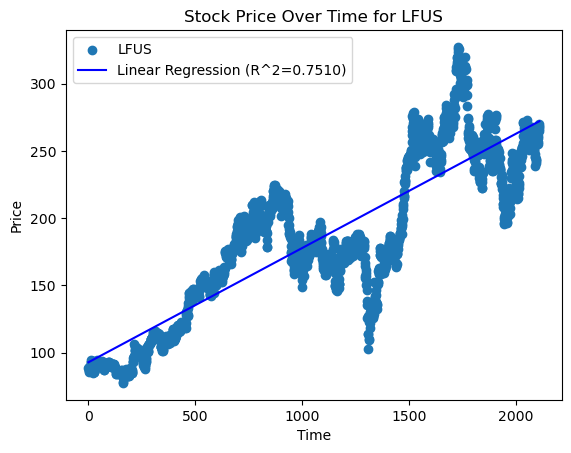 Stock Price Over Time for LFUS
LFUS
Linear Regression (R^2=0.7510)
300
250
200
150
100
Price
0 500 1000 1500 2000
Time